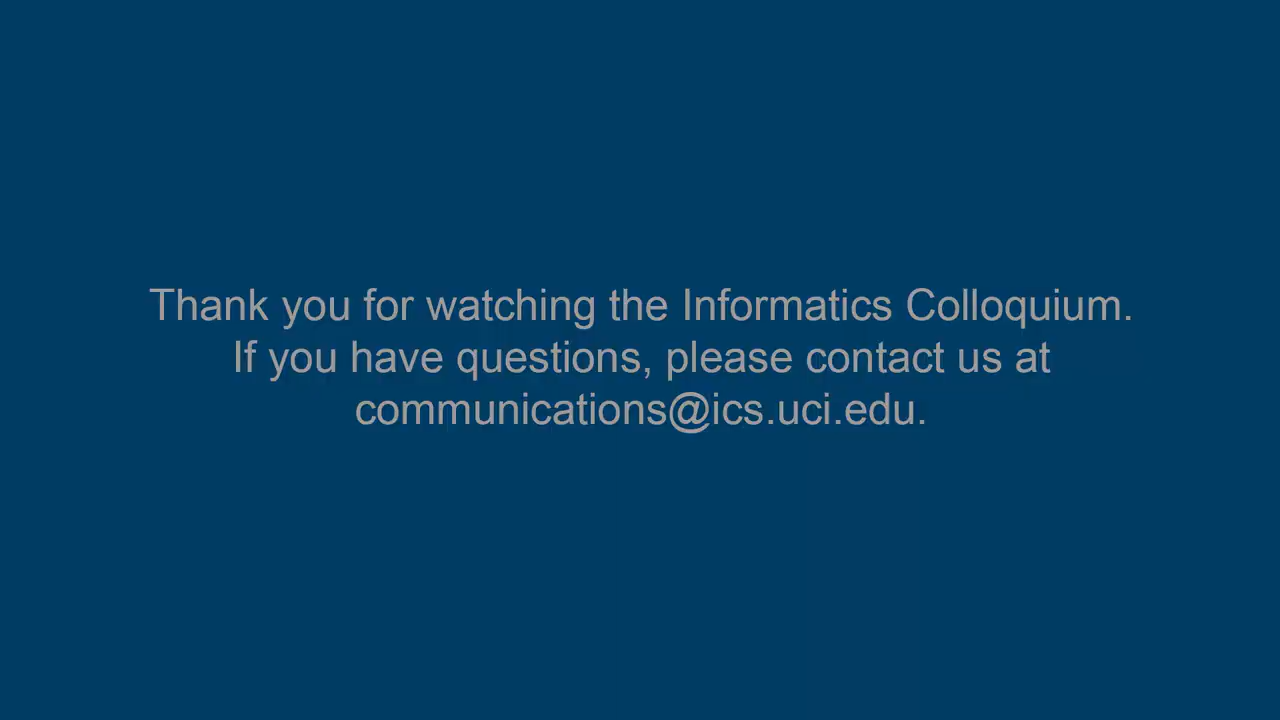 Thank you for watching the Informatics Colloquium.
If you have questions, please contact us at
communications@ics.uci.edu.